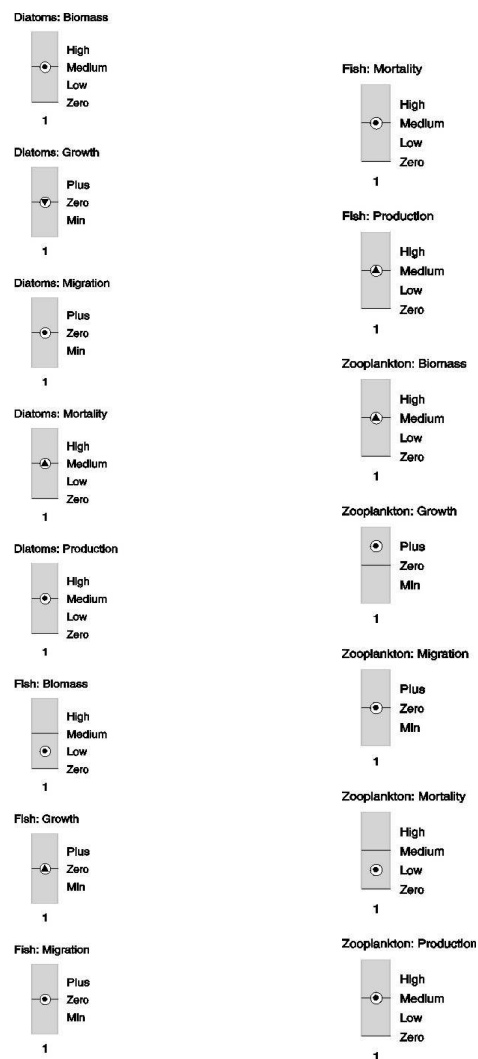 Diatoms: Biomass
High
Medium
Low
Zero
1
Diatoms: Growth
Plus
Zero
Min
1
Diatoms: Migration
Plus
Zero
Min
1
Diatoms: Mortality
High
Medium
Low
Zero
1
Diatoms: Production
High
Medium
Low
Zero
1
Fish: Biomass
High
Medium
Low
Zero
1
Fish: Growth
Plus
Zero
Min
1
Fish: Migration
Plus
Zero
Min
1
Fish: Mortality
High
Medium
Low
Zero
1
Fish: Production
High
Medium
Low
Zero
1
Zooplankton: Biomass
High
Medium
Low
Zero
1
Zooplankton: Growth
Plus
Zero
Min
1
Zooplankton: Migration
Plus
Zero
Min
1
Zooplankton: Mortality
High
Medium
Low
Zero
1
Zooplankton: Production
High
Medium
Low
Zero
1